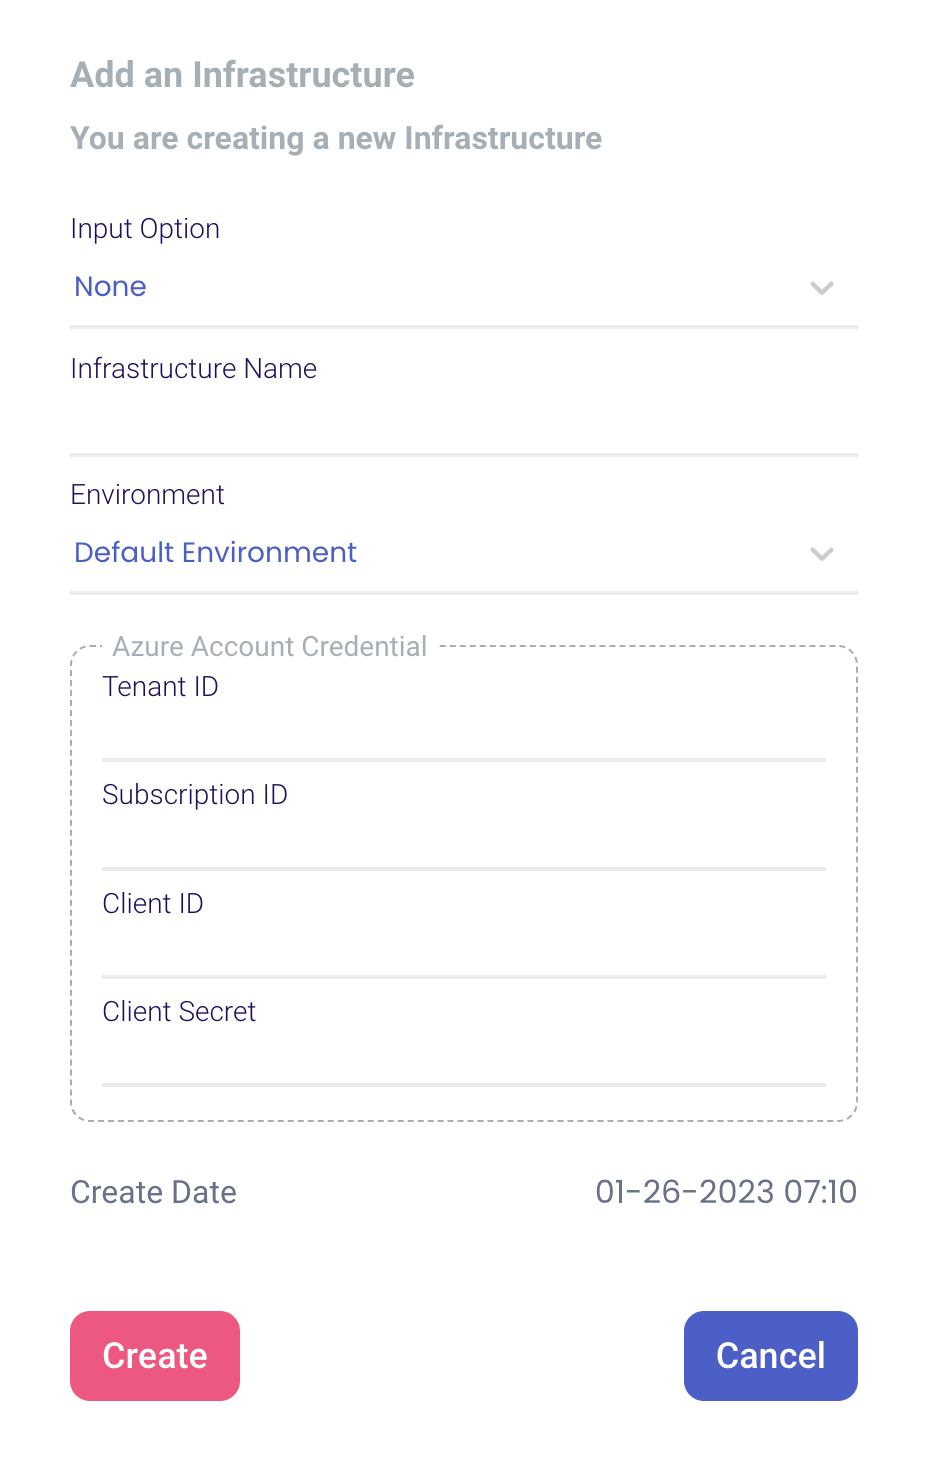 Add an Infrastructure
You are creating a new Infrastructure
Input Option
None
Infrastructure Name
Environment
Default Environment
Azure Account Credential
Tenant ID
Subscription ID
Client ID
Client Secret
Create Date 01-26-2023 07:10
Create Cancel